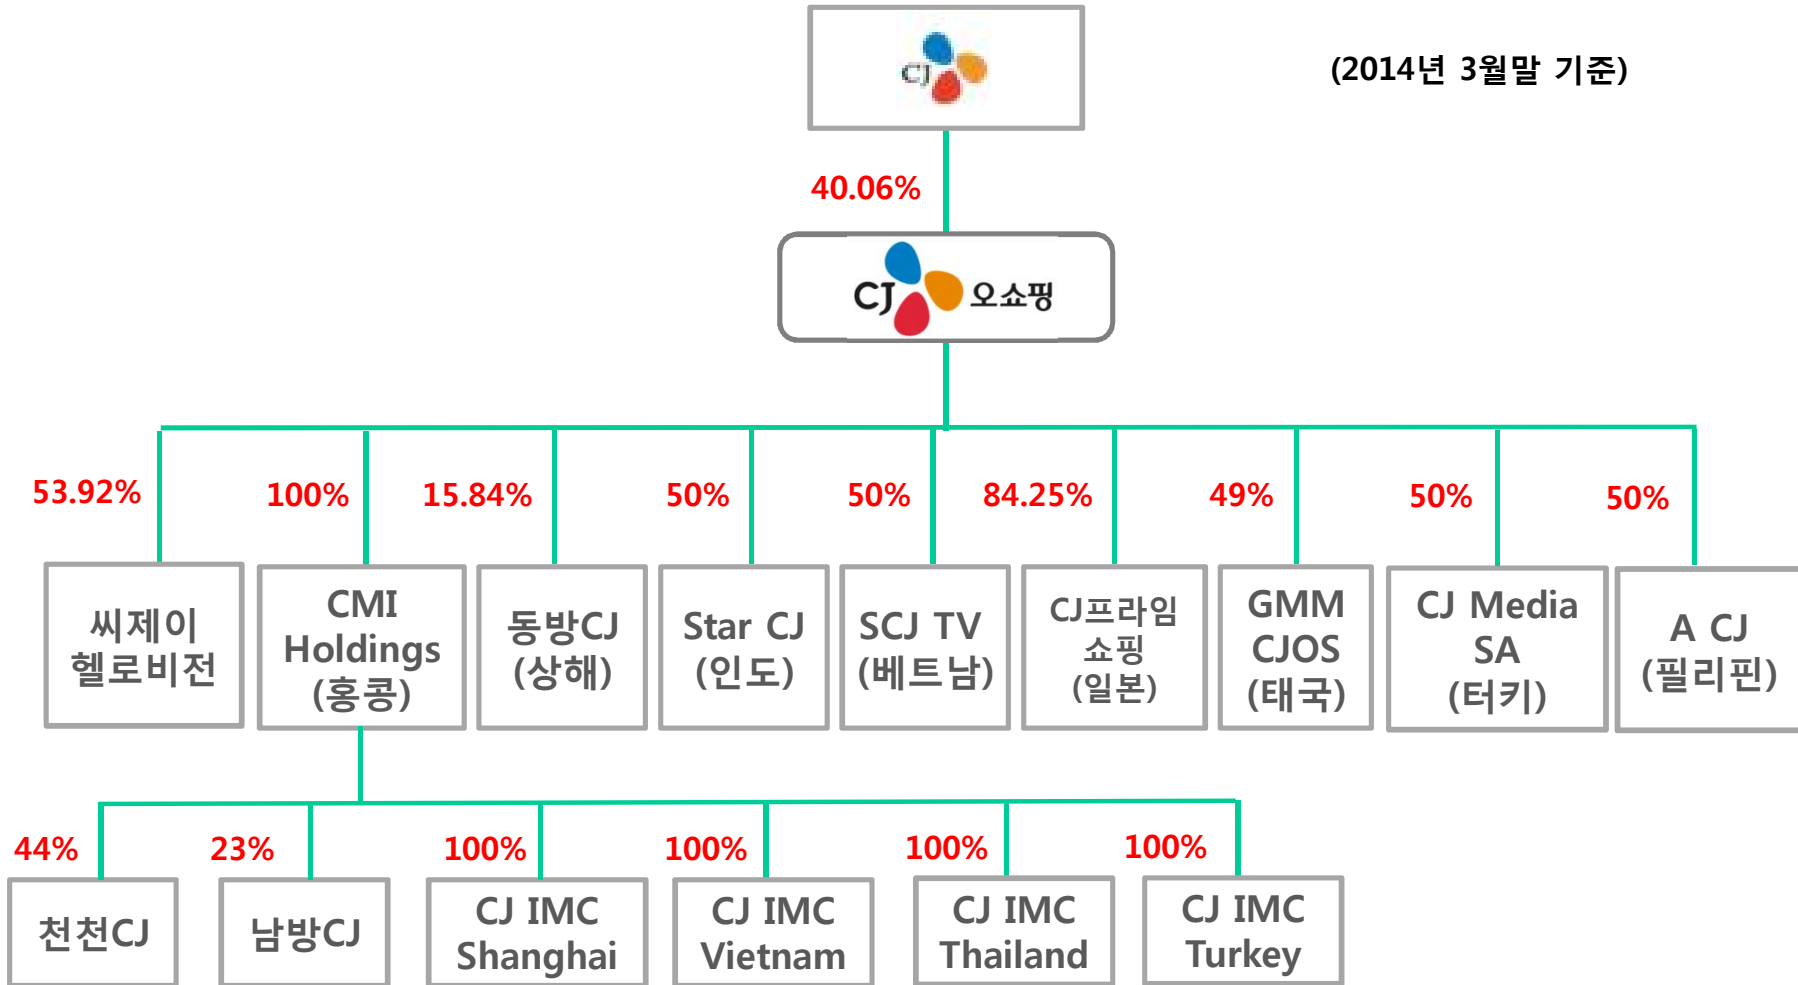 CJ
(2014년 3월말 기준)
40.06%
CJ 오쇼핑
53.92%
100%
15.84%
50%
50%
84.25%
49%
50%
50%
씨제이
헬로비전
CMI
Holdings
(홍콩)
동방CJ
(상해)
Star CJ
(인도)
SCJ TV
(베트남)
CJ프라임
쇼핑
(일본)
GMM
CJOS
(태국)
CJ Media
SA
(터키)
A CJ
(필리핀)
44%
23%
100%
100%
100%
100%
천천CJ
남방CJ
CJ IMC
Shanghai
CJ IMC
Vietnam
CJ IMC
Thailand
CJ IMC
Turkey